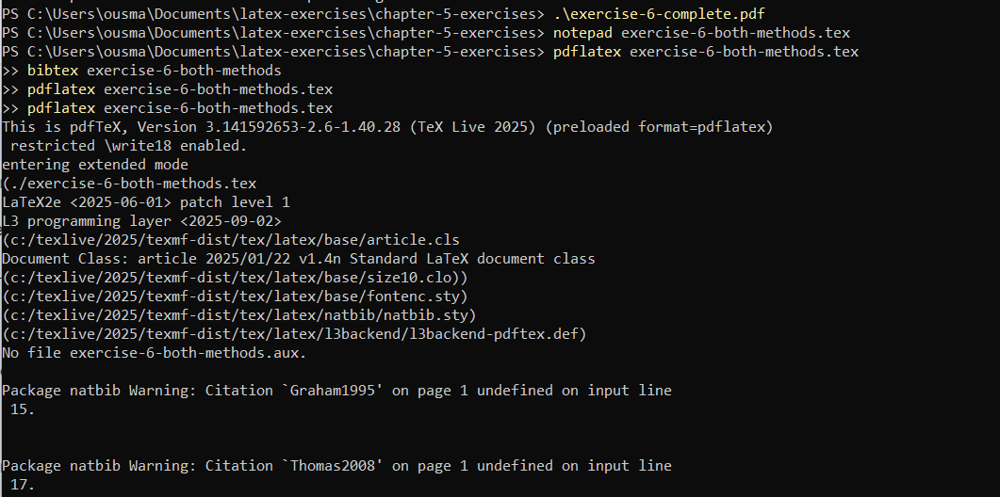 PS C:\Users\ousma\Documents\latex-exercises\chapter-5-exercises> .\exercise-6-complete.pdf
PS C:\Users\ousma\Documents\latex-exercises\chapter-5-exercises> notepad exercise-6-both-methods.tex
PS C:\Users\ousma\Documents\latex-exercises\chapter-5-exercises> pdflatex exercise-6-both-methods.tex
>> bibtex exercise-6-both-methods
>> pdflatex exercise-6-both-methods.tex
>> pdflatex exercise-6-both-methods.tex
This is pdfTeX, Version 3.141592653-2.6-1.40.28 (TeX Live 2025) (preloaded format=pdflatex)
 restricted \write18 enabled.
entering extended mode
(./exercise-6-both-methods.tex
LaTeX2e <2025-06-01> patch level 1
L3 programming layer <2025-09-02>
(c:/texlive/2025/texmf-dist/tex/latex/base/article.cls
Document Class: article 2025/01/22 v1.4n Standard LaTeX document class
(c:/texlive/2025/texmf-dist/tex/latex/base/size10.clo))
(c:/texlive/2025/texmf-dist/tex/latex/base/fontenc.sty)
(c:/texlive/2025/texmf-dist/tex/latex/natbib/natbib.sty)
(c:/texlive/2025/texmf-dist/tex/latex/l3backend/l3backend-pdftex.def)
No file exercise-6-both-methods.aux.
Package natbib Warning: Citation `Graham1995' on page 1 undefined on input line
 15.
Package natbib Warning: Citation `Thomas2008' on page 1 undefined on input line
 17.